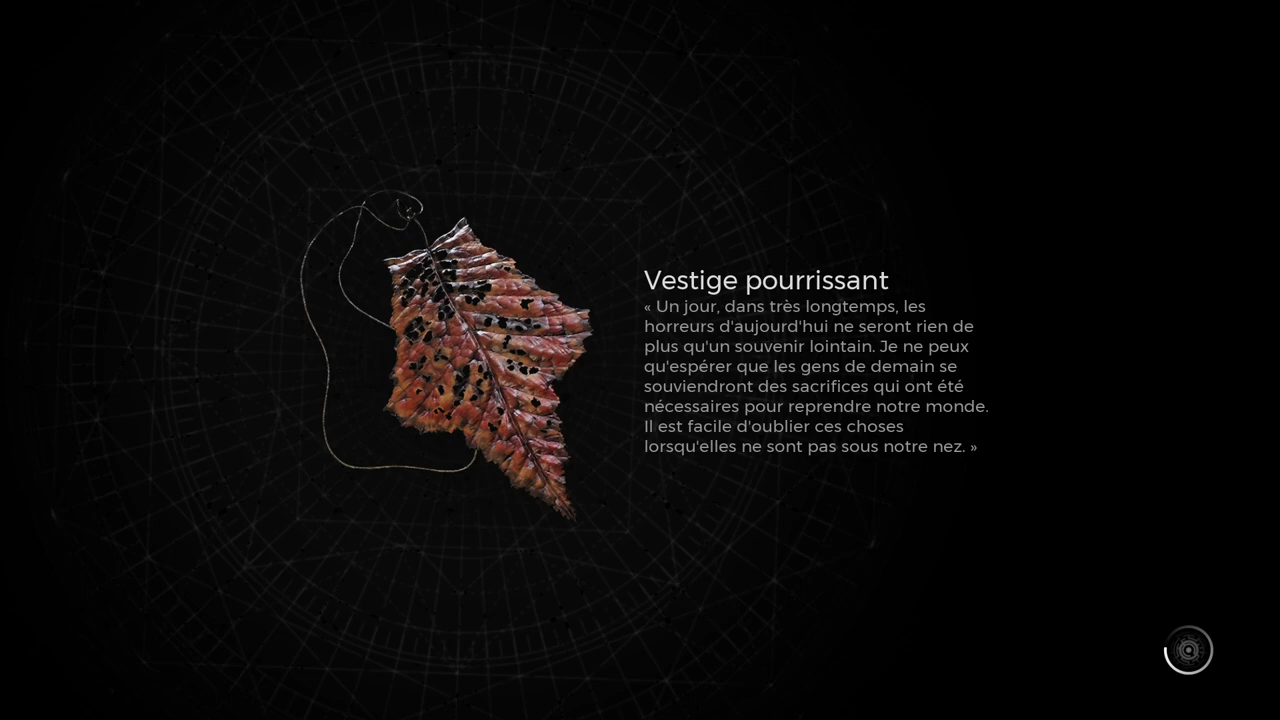 Vestige pourrissant
« Un jour, dans très longtemps, les
horreurs d'aujourd'hui ne seront rien de
plus qu'un souvenir lointain. Je ne peux
qu'espérer que les gens de demain se
souviendront des sacrifices qui ont été
nécessaires pour reprendre notre monde.
Il est facile d'oublier ces choses
lorsqu'elles ne sont pas sous notre nez. »